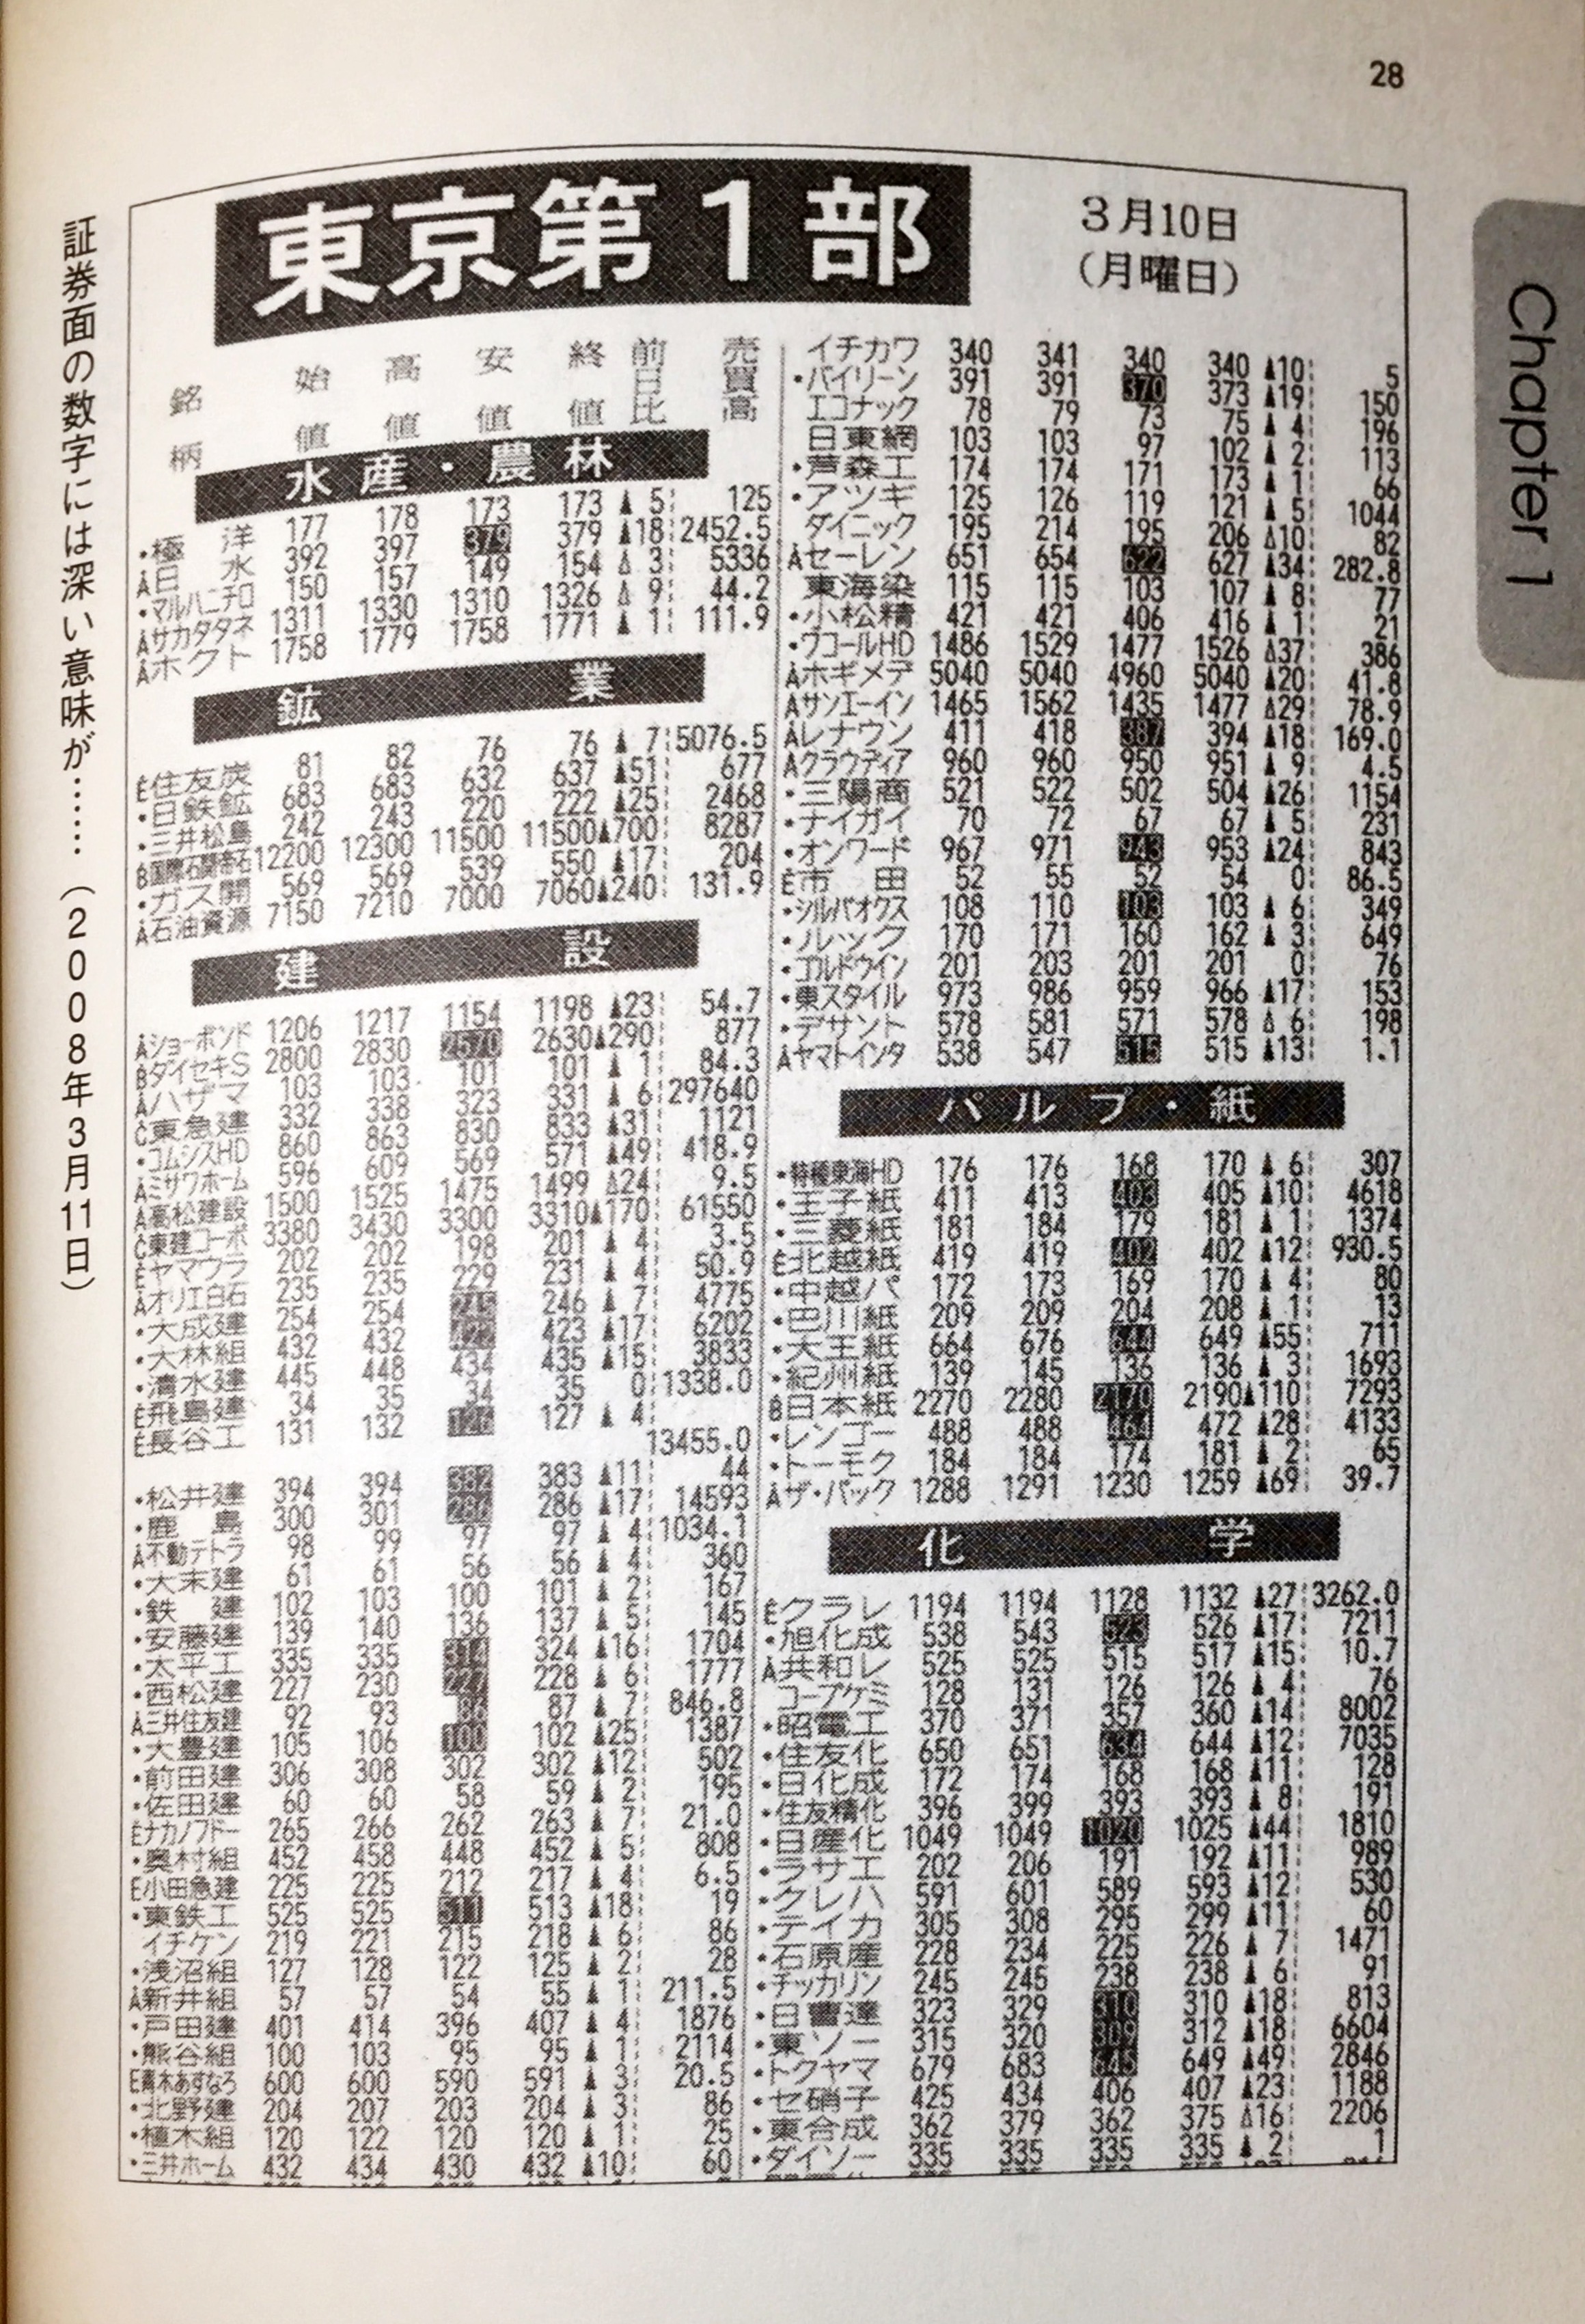 28
Chapter 1
証券面の数字には深い意味が……（2008年3月11日）
東京第1部
3月10日
(月曜日)
銘柄 始値 高値 安値 終値 前日比 売買高
水産・農林
・極洋 177 178 173 173 ▲5 125
A日水 392 397 379 379 ▲18 2452.5
・マルハニチロ 150 157 149 154 △3 5336
Aサカタタネ 1311 1330 1310 1326 △9 44.2
Aホクト 1758 1779 1758 1771 ▲1 111.9
鉱業
E住友炭 81 82 76 76 ▲7 5076.5
・日鉄鉱 683 683 632 637 ▲51 677
・三井松島 242 243 220 222 ▲25 2468
B国際石開帝石 12200 12300 11500 11500 ▲700 8287
・ガス開 569 569 539 550 ▲17 204
A石油資源 7150 7210 7000 7060 ▲240 131.9
建設
Aショーボンド 1206 1217 1154 1198 ▲23 54.7
BダイセキS 2800 2830 2570 2630 ▲290 877
Aハザマ 103 103 101 101 ▲1 84.3
C東急建 332 338 323 331 ▲6 297640
・コムシスHD 860 863 830 833 ▲31 1121
Aミサワホーム 596 609 569 571 ▲49 418.9
A高松建設 1500 1525 1475 1499 △24 9.5
C東建コーポ 3380 3430 3300 3310 ▲170 61550
Eヤマウラ 202 202 198 201 ▲4 3.5
Aオリエ白石 235 235 229 231 ▲4 50.9
・大成建 254 254 245 246 ▲7 4775
・大林組 432 432 422 423 ▲17 6202
・清水建 445 448 434 435 ▲15 3833
E飛島建 34 35 34 35 0 1338.0
E長谷工 131 132 126 127 ▲4
13455.0
・松井建 394 394 382 383 ▲11 44
・鹿島 300 301 286 286 ▲17 14593
A不動テトラ 98 99 97 97 ▲4 1034.1
・大末建 61 61 56 56 ▲4 360
・鉄建 102 103 100 101 ▲2 167
・安藤建 139 140 136 137 ▲5 145
・太平工 335 335 314 324 ▲16 1704
・西松建 227 230 227 228 ▲6 1777
A三井住友建 92 93 86 87 ▲7 846.8
・大豊建 105 106 100 102 ▲25 1387
・前田建 306 308 302 302 ▲12 502
・佐田建 60 60 58 59 ▲2 195
Eナカノフドー 265 266 262 263 ▲7 21.0
・奥村組 452 458 448 452 ▲5 808
E小田急建 225 225 212 217 ▲4 6.5
・東鉄工 525 525 511 513 ▲18 19
イチケン 219 221 215 218 ▲6 86
・浅沼組 127 128 122 125 ▲2 28
A新井組 57 57 54 55 ▲1 211.5
・戸田建 401 414 396 407 ▲4 1876
・熊谷組 100 103 95 95 ▲1 2114
E青木あすなろ 600 600 590 591 ▲3 20.5
・北野建 204 207 203 204 ▲3 86
・植木組 120 122 120 120 ▲1 25
・三井ホーム 432 434 430 432 ▲10 60
イチカワ 340 341 340 340 ▲10 5
・バイリーン 391 391 370 373 ▲19 150
エコナック 78 79 73 75 ▲4 196
日東網 103 103 97 102 ▲2 113
・芦森工 174 174 171 173 ▲1 66
・アツギ 125 126 119 121 ▲5 1044
ダイニック 195 214 195 206 △10 82
Aセーレン 651 654 622 627 ▲34 282.8
東海染 115 115 103 107 ▲8 77
・小松精 421 421 406 416 ▲1 21
・ワコールHD 1486 1529 1477 1526 △37 386
Aホギメデ 5040 5040 4960 5040 ▲20 41.8
Aサンエーイン 1465 1562 1435 1477 △29 78.9
Aレナウン 411 418 387 394 ▲18 169.0
Aクラウディア 960 960 950 951 ▲9 4.5
・三陽商 521 522 502 504 ▲26 1154
・ナイガイ 70 72 67 67 ▲5 231
・オンワード 967 971 943 953 ▲24 843
E市田 52 55 52 54 0 86.5
・シルバオクス 108 110 103 103 ▲6 349
・ルック 170 171 160 162 ▲3 649
・ゴルドウイン 201 203 201 201 0 76
・東スタイル 973 986 959 966 ▲17 153
・デサント 578 581 571 578 △6 198
Aヤマトインタ 538 547 515 515 ▲13 1.1
パルプ・紙
・特種東海HD 176 176 168 170 ▲6 307
・王子紙 411 413 403 405 ▲10 4618
・三菱紙 181 184 179 181 ▲1 1374
E北越紙 419 419 402 402 ▲12 930.5
・中越パ 172 173 169 170 ▲4 80
・巴川紙 209 209 204 208 ▲1 13
・大王紙 664 676 644 649 ▲55 711
・紀州紙 139 145 136 136 ▲3 1693
B日本紙 2270 2280 2170 2190 ▲110 7293
・レンゴー 488 488 464 472 ▲28 4133
・トーモク 184 184 174 181 ▲2 65
Aザ・パック 1288 1291 1230 1259 ▲69 39.7
化学
Eクラレ 1194 1194 1128 1132 ▲27 3262.0
・旭化成 538 543 523 526 ▲17 7211
A共和レ 525 525 515 517 ▲15 10.7
コープケミ 128 131 126 126 ▲4 76
・昭電工 370 371 357 360 ▲14 8002
・住友化 650 651 634 644 ▲12 7035
・日化成 172 174 168 168 ▲11 128
・住友精化 396 399 393 393 ▲8 191
・日産化 1049 1049 1020 1025 ▲44 1810
・ラサエ 202 206 191 192 ▲11 989
・クレハ 591 601 589 593 ▲12 530
・テイカ 305 308 295 299 ▲11 60
・石原産 228 234 225 226 ▲7 1471
・チッカリン 245 245 238 238 ▲6 91
・日曹達 323 329 310 310 ▲18 813
・東ソー 315 320 309 312 ▲18 6604
・トクヤマ 679 683 645 649 ▲49 2846
・セ硝子 425 434 406 407 ▲23 1188
・東合成 362 379 362 375 △16 2206
・ダイソー 335 335 335 335 ▲2 1